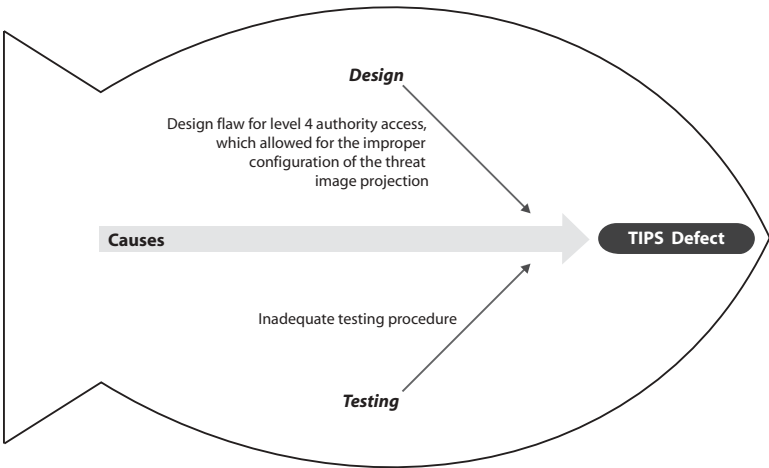 Design
Design flaw for level 4 authority access,
which allowed for the improper
configuration of the threat
image projection
Causes
TIPS Defect
Inadequate testing procedure
Testing